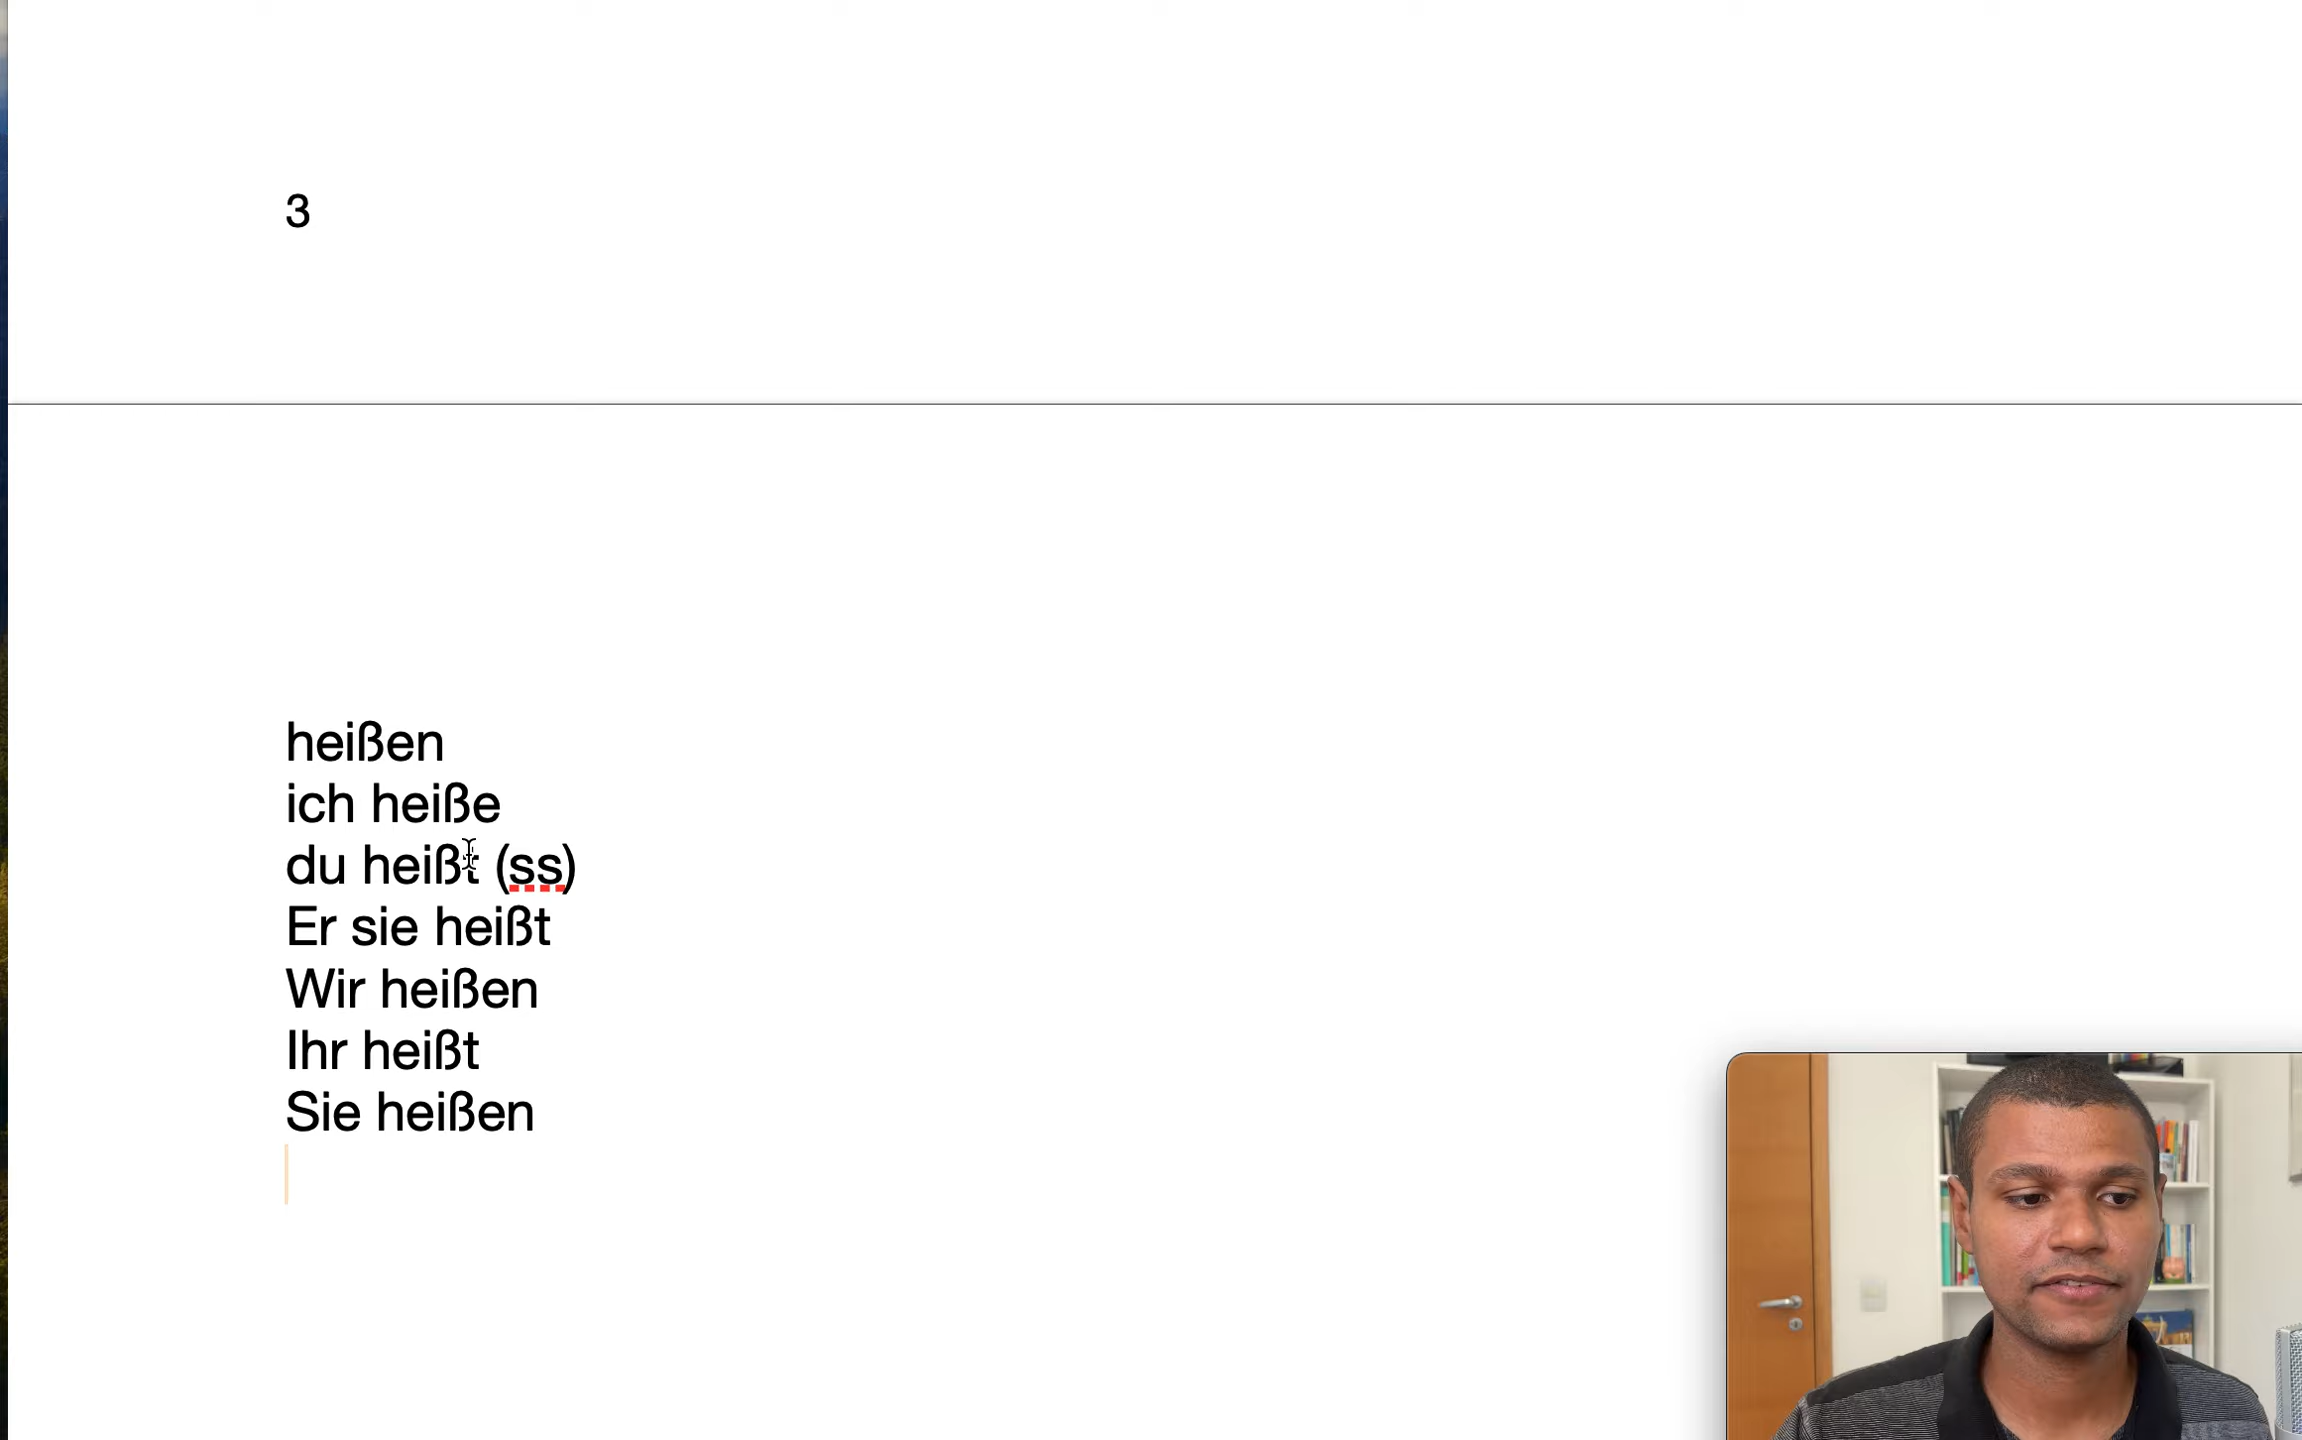 3
heißen
ich heiße
du heißt (ss)
Er sie heißt
Wir heißen
Ihr heißt
Sie heißen